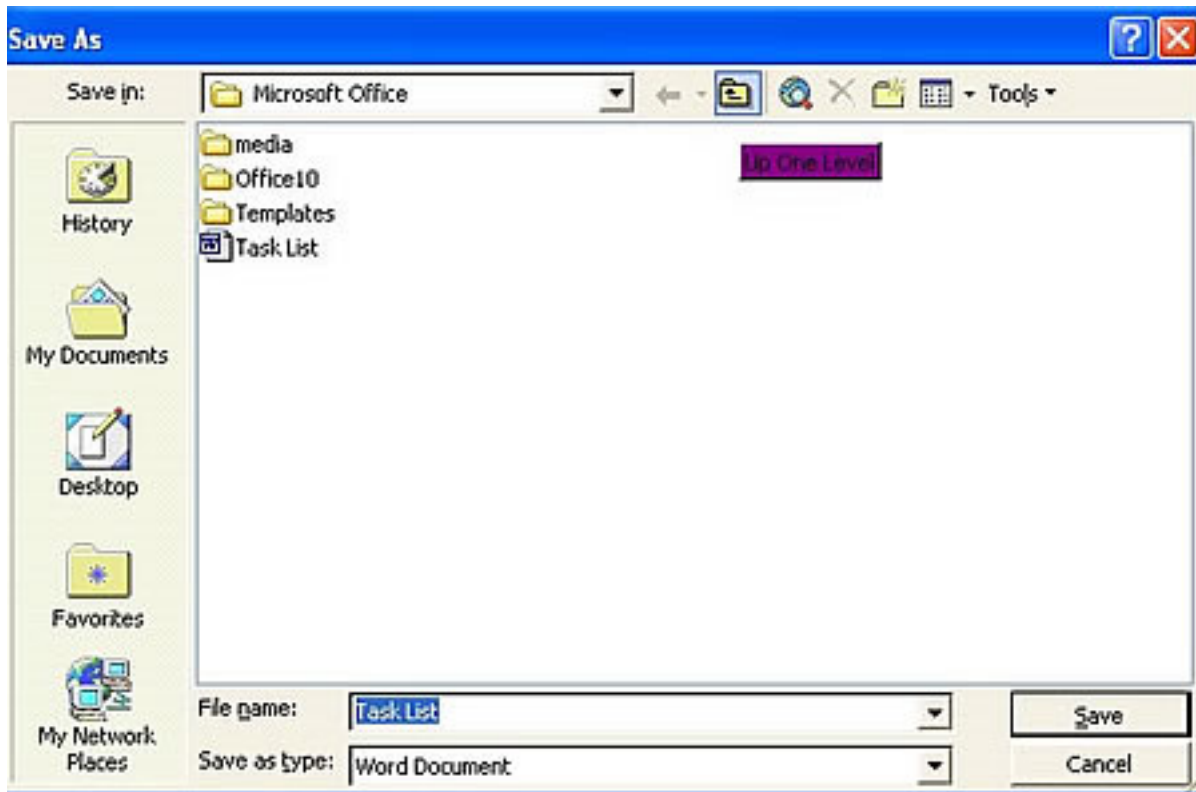 Save As
Save in:
Microsoft Office
Tools
History
My Documents
Desktop
Favorites
My Network
Places
media
Office10
Templates
Task List
Up One Level
File name:
Task List
Save
Save as type:
Word Document
Cancel